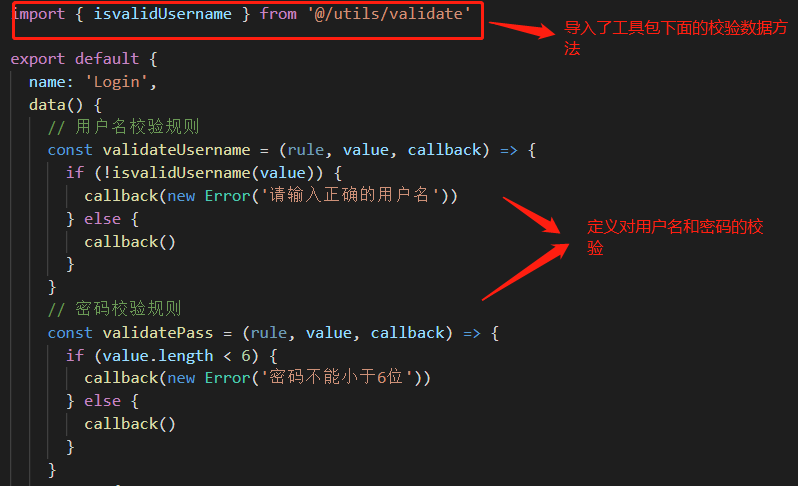 import { isvalidUsername } from '@/utils/validate'
导入了工具包下面的校验数据方
法
export default {
name: 'Login',
data() {
// 用户名校验规则
const validateUsername = (rule, value, callback) => {
if (!isvalidUsername(value)) {
callback(new Error('请输入正确的用户名'))
} else {
callback()
}
}
定义对用户名和密码的校
验
// 密码校验规则
const validatePass = (rule, value, callback) => {
if (value.length < 6) {
callback(new Error('密码不能小于6位'))
} else {
callback()
}
}